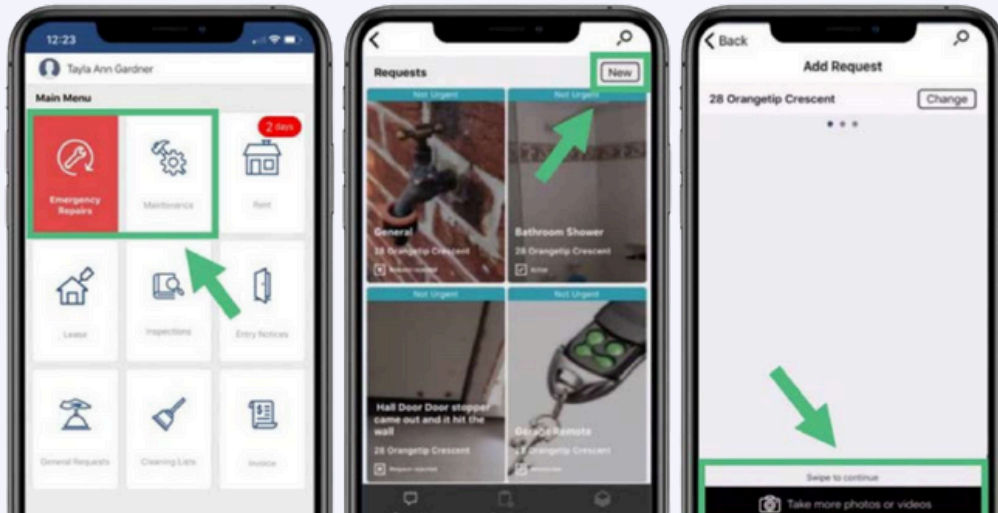 12:23
Tayla Ann Gardner
Main Menu
2 days
Emergency
Repairs
Maintenance
Rent
Lease
Inspections
Entry Notices
General Requests
Cleaning Lists
Invoice
Requests
New
Not Urgent
Not Urgent
General
28 Orangetip Crescent
Request rejected
Bathroom Shower
28 Orangetip Crescent
Active
Not Urgent
Not Urgent
Hall Door Door stopper
came out and it hit the
wall
28 Orangetip Crescent
Request rejected
Garage Remote
28 Orangetip Crescent
Back
Add Request
28 Orangetip Crescent
Change
Swipe to continue
Take more photos or videos